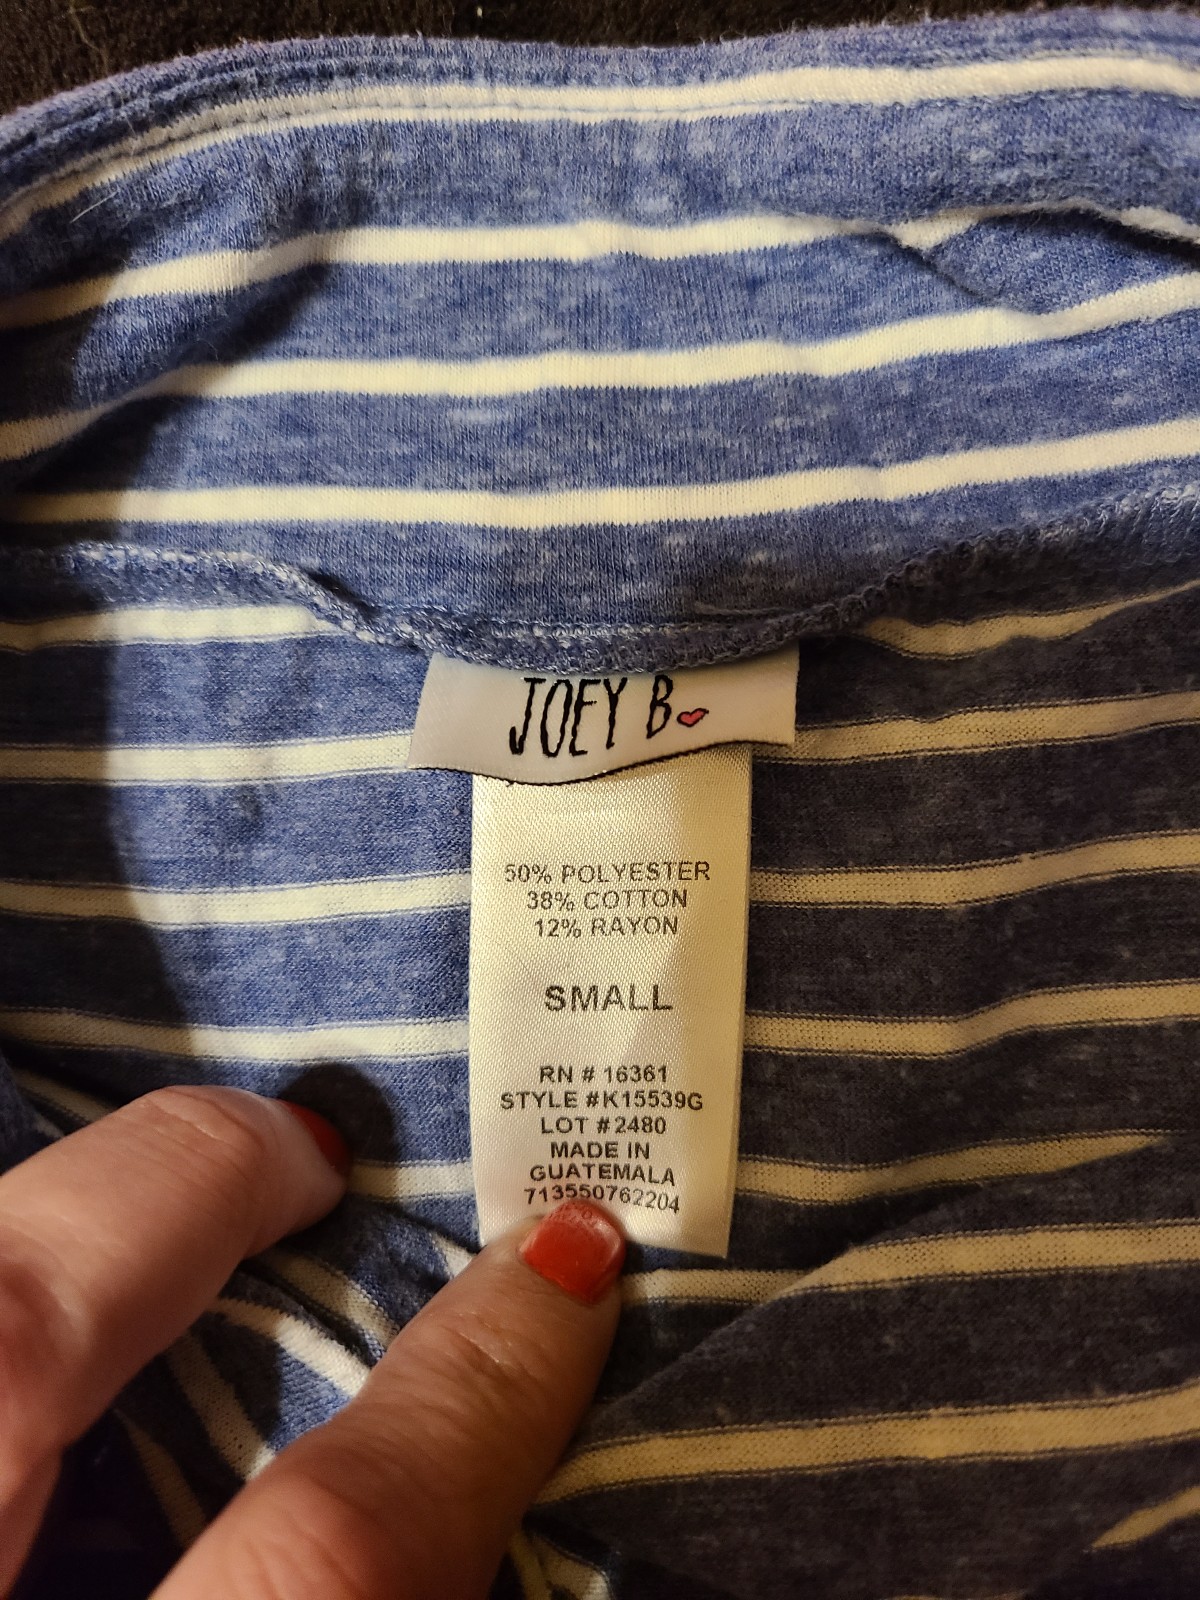 JOEY B.
50% POLYESTER
38% COTTON
12% RAYON
SMALL
RN # 16361
STYLE #K15539G
LOT #2480
MADE IN
GUATEMALA
713550762204